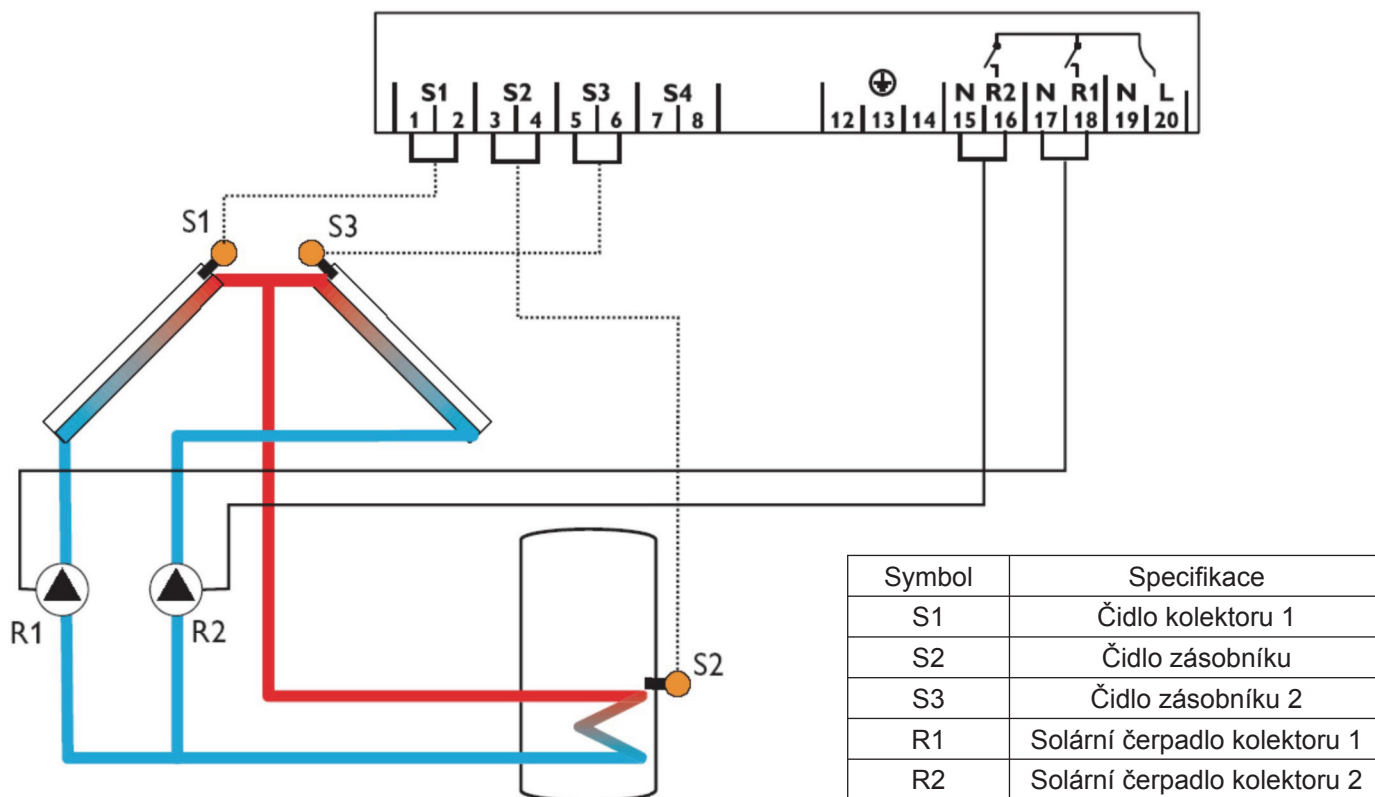 S1 S2 S3 S4 N R2 N R1 N L
1 2 3 4 5 6 7 8 12 13 14 15 16 17 18 19 20
S1 S3
R1 R2
S2
Symbol Specifikace
S1 Čidlo kolektoru 1
S2 Čidlo zásobníku
S3 Čidlo zásobníku 2
R1 Solární čerpadlo kolektoru 1
R2 Solární čerpadlo kolektoru 2